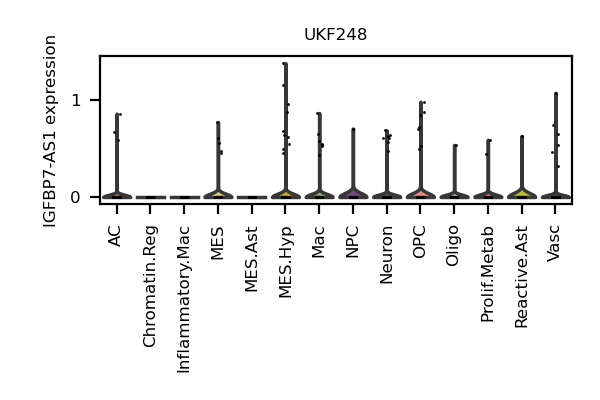 UKF248
IGFBP7-AS1 expression
1
0
AC
Chromatin.Reg
Inflammatory.Mac
MES
MES.Ast
MES.Hyp
Mac
NPC
Neuron
OPC
Oligo
Prolif.Metab
Reactive.Ast
Vasc